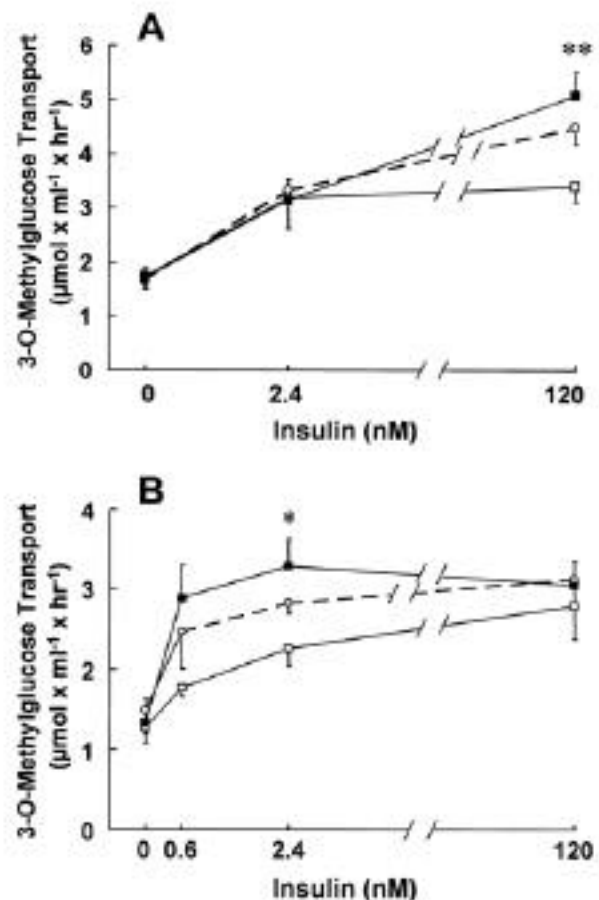 A
**
6
5
4
3
2
1
0
3-O-Methylglucose Transport
(µmol x ml⁻¹ x hr⁻¹)
0 2.4 120
Insulin (nM)
B
*
4
3
2
1
0
3-O-Methylglucose Transport
(µmol x ml⁻¹ x hr⁻¹)
0 0.6 2.4 120
Insulin (nM)